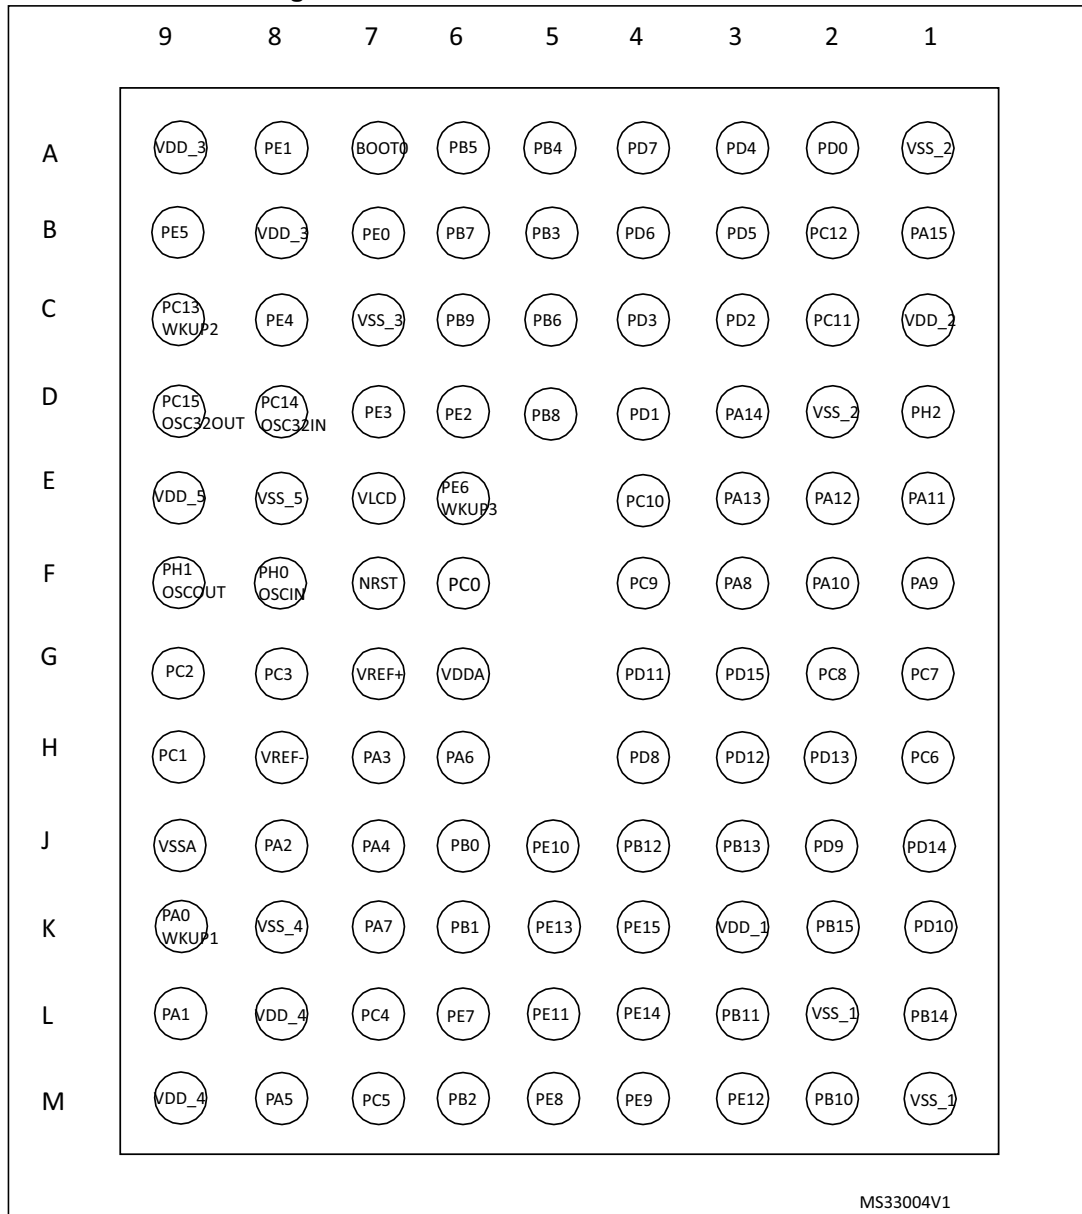 9 8 7 6 5 4 3 2 1
A VDD_3 PE1 BOOT0 PB5 PB4 PD7 PD4 PD0 VSS_2
B PE5 VDD_3 PE0 PB7 PB3 PD6 PD5 PC12 PA15
C PC13 WKUP2 PE4 VSS_3 PB9 PB6 PD3 PD2 PC11 VDD_2
D PC15 OSC32OUT PC14 OSC32IN PE3 PE2 PB8 PD1 PA14 VSS_2 PH2
E VDD_5 VSS_5 VLCD PE6 WKUP3 PC10 PA13 PA12 PA11
F PH1 OSCOUT PH0 OSCIN NRST PC0 PC9 PA8 PA10 PA9
G PC2 PC3 VREF+ VDDA PD11 PD15 PC8 PC7
H PC1 VREF- PA3 PA6 PD8 PD12 PD13 PC6
J VSSA PA2 PA4 PB0 PE10 PB12 PB13 PD9 PD14
K PA0 WKUP1 VSS_4 PA7 PB1 PE13 PE15 VDD_1 PB15 PD10
L PA1 VDD_4 PC4 PE7 PE11 PE14 PB11 VSS_1 PB14
M VDD_4 PA5 PC5 PB2 PE8 PE9 PE12 PB10 VSS_1
MS33004V1